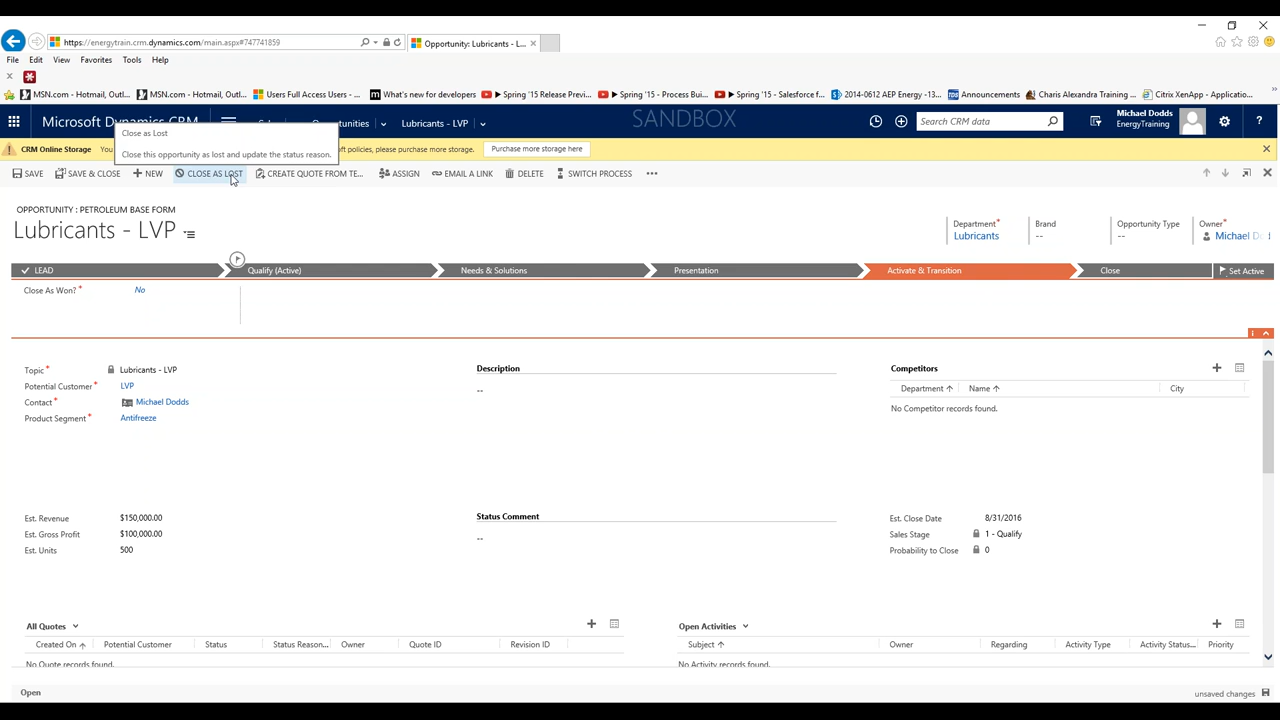 https://energytrain.crm.dynamics.com/main.aspx#747741859
Opportunity: Lubricants - L...
File Edit View Favorites Tools Help
MSN.com - Hotmail, Outl... MSN.com - Hotmail, Outl... Users Full Access Users - ... What's new for developers ▶ Spring '15 Release Previ... ▶ Spring '15 - Process Bui... ▶ Spring '15 - Salesforce f... 2014-0612 AEP Energy -13... Announcements Charis Alexandra Training ... Citrix XenApp - Applicatio...
Microsoft Dynamics CRM Lubricants - LVP SANDBOX Search CRM data Michael Dodds
EnergyTraining
Close as Lost
Close this opportunity as lost and update the status reason.
CRM Online Storage soft policies, please purchase more storage. Purchase more storage here
SAVE SAVE & CLOSE NEW CLOSE AS LOST CREATE QUOTE FROM TE... ASSIGN EMAIL A LINK DELETE SWITCH PROCESS
OPPORTUNITY : PETROLEUM BASE FORM
Lubricants - LVP
Department* Brand Opportunity Type Owner*
Lubricants -- -- Michael
LEAD Qualify (Active) Needs & Solutions Presentation Activate & Transition Close Set Active
Close As Won?* No
Topic* Lubricants - LVP
Potential Customer* LVP
Contact* Michael Dodds
Product Segment* Antifreeze
Description
--
Competitors
Department Name City
No Competitor records found.
Est. Revenue $150,000.00
Est. Gross Profit $100,000.00
Est. Units 500
Status Comment
--
Est. Close Date 8/31/2016
Sales Stage 1 - Qualify
Probability to Close 0
All Quotes
Created On Potential Customer Status Status Reason... Owner Quote ID Revision ID
No Quote records found.
Open Activities
Subject Owner Regarding Activity Type Activity Status... Priority
No Activity records found.
Open
unsaved changes